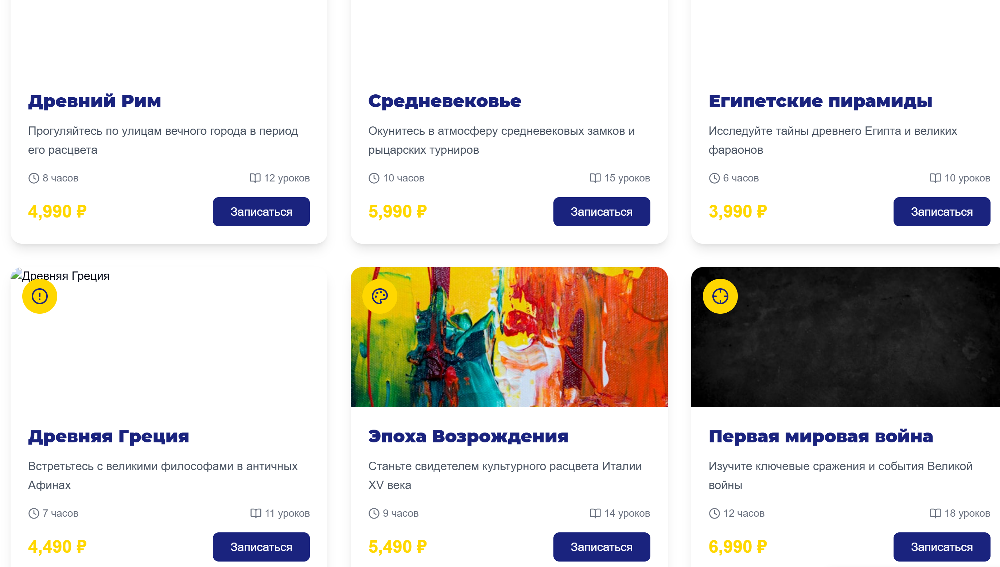 Древний Рим
Прогуляйтесь по улицам вечного города в период
его расцвета
8 часов
12 уроков
4,990 ₽
Записаться
Средневековье
Окунитесь в атмосферу средневековых замков и
рыцарских турниров
10 часов
15 уроков
5,990 ₽
Записаться
Египетские пирамиды
Исследуйте тайны древнего Египта и великих
фараонов
6 часов
10 уроков
3,990 ₽
Записаться
Древняя Греция
Древняя Греция
Встретьтесь с великими философами в античных
Афинах
7 часов
11 уроков
4,490 ₽
Записаться
Эпоха Возрождения
Станьте свидетелем культурного расцвета Италии
XV века
9 часов
14 уроков
5,490 ₽
Записаться
Первая мировая война
Изучите ключевые сражения и события Великой
войны
12 часов
18 уроков
6,990 ₽
Записаться